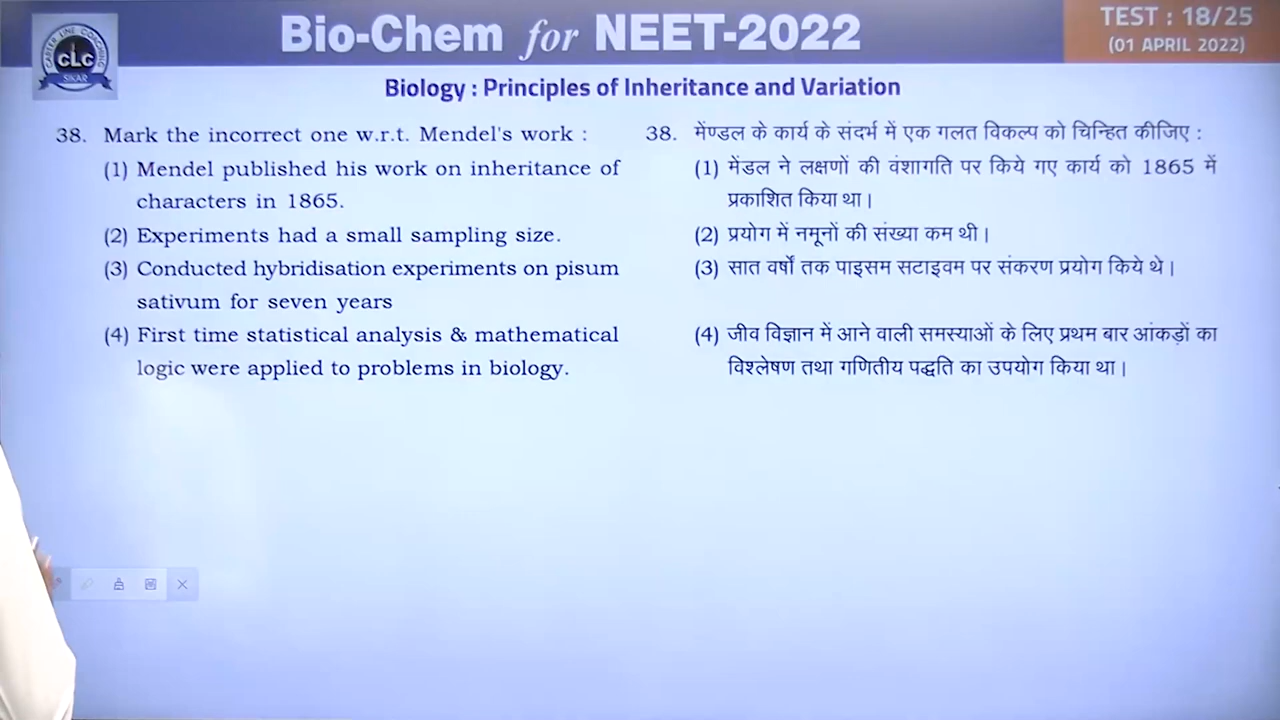 CAREER LINE COACHING
CLC
SIKAR
Bio-Chem for NEET-2022
TEST : 18/25
(01 APRIL 2022)
Biology : Principles of Inheritance and Variation
38. Mark the incorrect one w.r.t. Mendel's work :
(1) Mendel published his work on inheritance of
characters in 1865.
(2) Experiments had a small sampling size.
(3) Conducted hybridisation experiments on pisum
sativum for seven years
(4) First time statistical analysis & mathematical
logic were applied to problems in biology.
38. मेंण्डल के कार्य के संदर्भ में एक गलत विकल्प को चिन्हित कीजिए :
(1) मेंडल ने लक्षणों की वंशागति पर किये गए कार्य को 1865 में
प्रकाशित किया था।
(2) प्रयोग में नमूनों की संख्या कम थी।
(3) सात वर्षों तक पाइसम सटाइवम पर संकरण प्रयोग किये थे।
(4) जीव विज्ञान में आने वाली समस्याओं के लिए प्रथम बार आंकड़ों का
विश्लेषण तथा गणितीय पद्धति का उपयोग किया था।